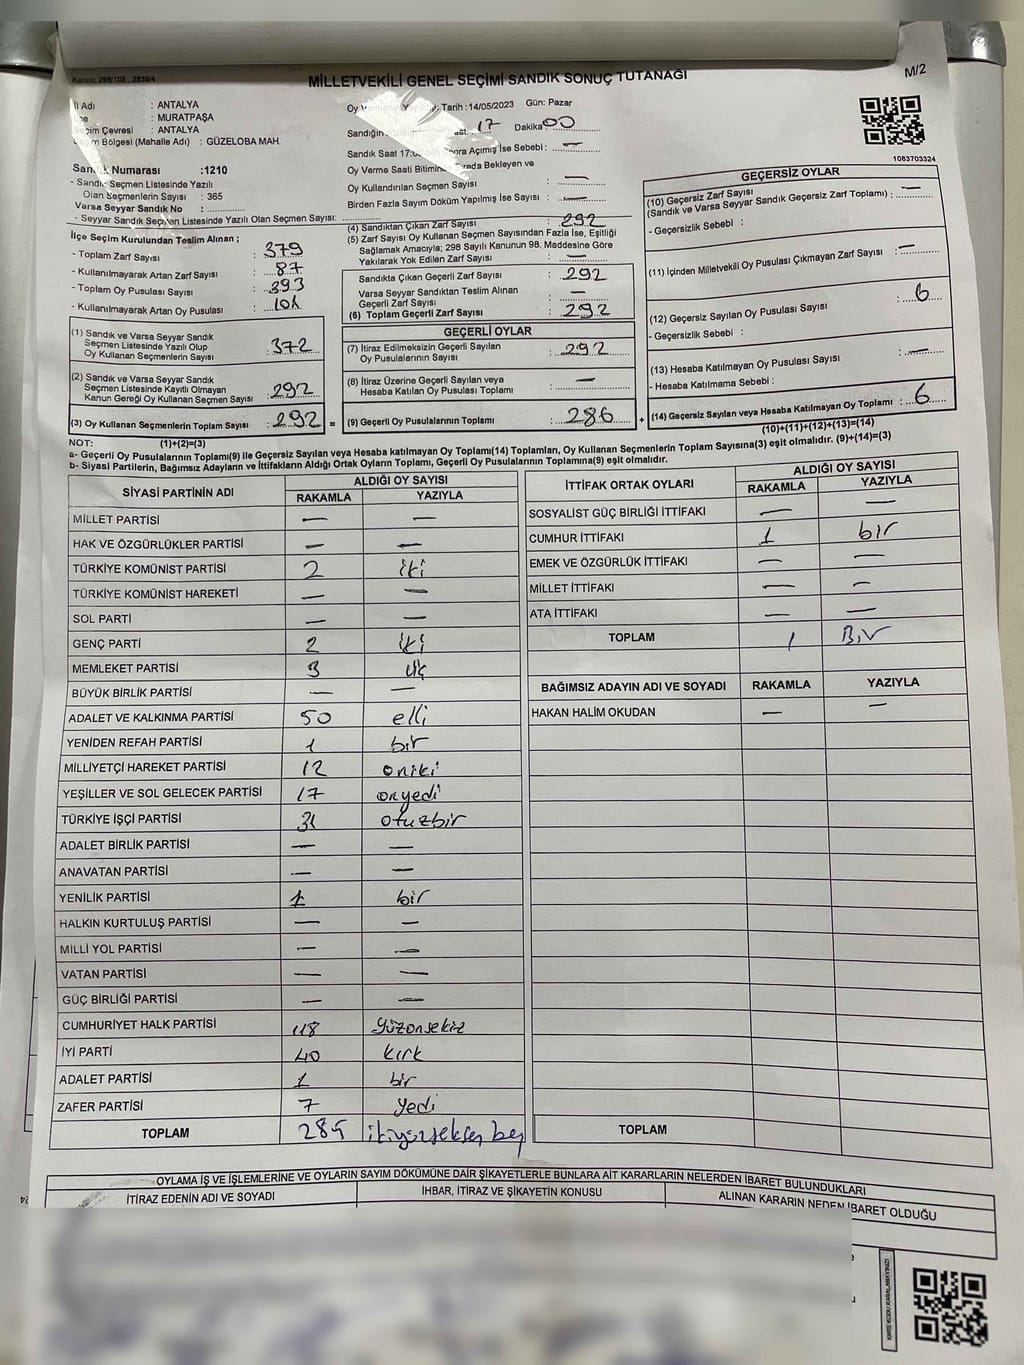 Kanun: 298/105, 2839/4
MİLLETVEKİLİ GENEL SEÇİMİ SANDIK SONUÇ TUTANAĞI
M/2
İl Adı : ANTALYA
: MURATPAŞA
Seçim Çevresi : ANTALYA
Bölgesi (Mahalle Adı) : GÜZELOBA MAH.
Sandık Numarası :1210
- Sandık Seçmen Listesinde Yazılı
Olan Seçmenlerin Sayısı : 365
Varsa Seyyar Sandık No :
- Seyyar Sandık Seçmen Listesinde Yazılı Olan Seçmen Sayısı:
İlçe Seçim Kurulundan Teslim Alınan ;
- Toplam Zarf Sayısı : 379
- Kullanılmayarak Artan Zarf Sayısı : 87
- Toplam Oy Pusulası Sayısı : 393
- Kullanılmayarak Artan Oy Pusulası : 101
(1) Sandık ve Varsa Seyyar Sandık
Seçmen Listesinde Yazılı Olup
Oy Kullanan Seçmenlerin Sayısı : 372
(2) Sandık ve Varsa Seyyar Sandık
Seçmen Listesinde Kayıtlı Olmayan
Kanun Gereği Oy Kullanan Seçmen Sayısı : 292
(3) Oy Kullanan Seçmenlerin Toplam Sayısı : 292 =
Oy Tarih :14/05/2023 Gün: Pazar
Sandığın 17 Dakika 00
Sandık Saat 17:00 Sonra Açımış İse Sebebi : —
Oy Verme Saati Bitiminde Sırada Bekleyen ve
Oy Kullandırılan Seçmen Sayısı : —
Birden Fazla Sayım Döküm Yapılmış İse Sayısı : —
(4) Sandıktan Çıkan Zarf Sayısı : 292
(5) Zarf Sayısı Oy Kullanan Seçmen Sayısından Fazla İse, Eşitliği
Sağlamak Amacıyla; 298 Sayılı Kanunun 98. Maddesine Göre
Yakılarak Yok Edilen Zarf Sayısı : —
Sandıkta Çıkan Geçerli Zarf Sayısı : 292
Varsa Seyyar Sandıktan Teslim Alınan
Geçerli Zarf Sayısı : —
(6) Toplam Geçerli Zarf Sayısı : 292
GEÇERLİ OYLAR
(7) İtiraz Edilmeksizin Geçerli Sayılan
Oy Pusulalarının Sayısı : 292
(8) İtiraz Üzerine Geçerli Sayılan veya
Hesaba Katılan Oy Pusulası Toplamı : —
(9) Geçerli Oy Pusulalarının Toplamı : 286 +
1083703324
GEÇERSİZ OYLAR
(10) Geçersiz Zarf Sayısı
(Sandık ve Varsa Seyyar Sandık Geçersiz Zarf Toplamı) : —
- Geçersizlik Sebebi :
(11) İçinden Milletvekili Oy Pusulası Çıkmayan Zarf Sayısı : —
(12) Geçersiz Sayılan Oy Pusulası Sayısı : 6
- Geçersizlik Sebebi :
(13) Hesaba Katılmayan Oy Pusulası Sayısı : —
- Hesaba Katılmama Sebebi :
(14) Geçersiz Sayılan veya Hesaba Katılmayan Oy Toplamı : 6
(10)+(11)+(12)+(13)=(14)
NOT: (1)+(2)=(3)
a- Geçerli Oy Pusulaları Toplamı(9) ile Geçersiz Sayılan veya Hesaba Katılmayan Oy Toplamı(14) Toplamları, Oy Kullanan Seçmenlerin Toplam Sayısına(3) eşit olmalıdır. (9)+(14)=(3)
b- Siyasi Partilerin, Bağımsız Adayların ve İttifakların Aldığı Ortak Oyların Toplamı, Geçerli Oy Pusulalarının Toplamına(9) eşit olmalıdır.
SİYASİ PARTİNİN ADI ALDIĞI OY SAYISI
RAKAMLA YAZIYLA
MİLLET PARTİSİ — —
HAK VE ÖZGÜRLÜKLER PARTİSİ — —
TÜRKİYE KOMÜNİST PARTİSİ 2 iki
TÜRKİYE KOMÜNİST HAREKETİ — —
SOL PARTİ — —
GENÇ PARTİ 2 iki
MEMLEKET PARTİSİ 3 üç
BÜYÜK BİRLİK PARTİSİ — —
ADALET VE KALKINMA PARTİSİ 50 elli
YENİDEN REFAH PARTİSİ 1 bir
MİLLİYETÇİ HAREKET PARTİSİ 12 oniki
YEŞİLLER VE SOL GELECEK PARTİSİ 17 onyedi
TÜRKİYE İŞÇİ PARTİSİ 31 otuzbir
ADALET BİRLİK PARTİSİ — —
ANAVATAN PARTİSİ — —
YENİLİK PARTİSİ 1 bir
HALKIN KURTULUŞ PARTİSİ — —
MİLLİ YOL PARTİSİ — —
VATAN PARTİSİ — —
GÜÇ BİRLİĞİ PARTİSİ — —
CUMHURİYET HALK PARTİSİ 118 yüzonsekiz
İYİ PARTİ 40 kırk
ADALET PARTİSİ 1 bir
ZAFER PARTİSİ 7 yedi
TOPLAM 285 ikiyüzseksen beş
İTTİFAK ORTAK OYLARI ALDIĞI OY SAYISI
RAKAMLA YAZIYLA
SOSYALIST GÜÇ BİRLİĞİ İTTİFAKI — —
CUMHUR İTTİFAKI 1 bir
EMEK VE ÖZGÜRLÜK İTTİFAKI — —
MİLLET İTTİFAKI — —
ATA İTTİFAKI — —
TOPLAM 1 Bir
BAĞIMSIZ ADAYIN ADI VE SOYADI RAKAMLA YAZIYLA
HAKAN HALIM OKUDAN — —
TOPLAM
OYLAMA İŞ VE İŞLEMLERİNE VE OYLARIN SAYIM DÖKÜMÜNE DAİR ŞİKAYETLERLE BUNLARA AİT KARARLARIN NELERDEN İBARET BULUNDUKLARI
İTİRAZ EDENİN ADI VE SOYADI İHBAR, İTİRAZ VE ŞİKAYETİN KONUSU ALINAN KARARIN NEDEN İBARET OLDUĞU
KARE KODU KARALAMAYINIZ!